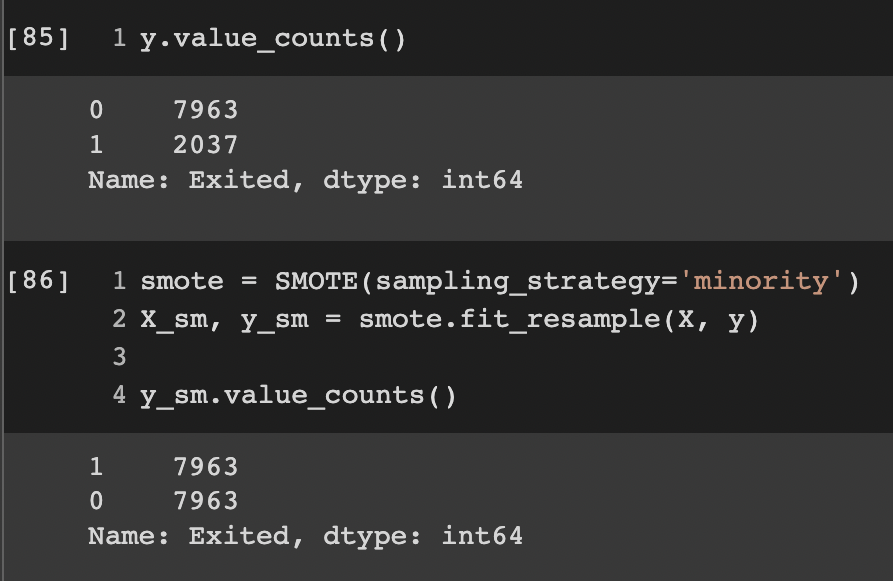 [85] 1 y.value_counts()
0 7963
1 2037
Name: Exited, dtype: int64
[86] 1 smote = SMOTE(sampling_strategy='minority')
2 X_sm, y_sm = smote.fit_resample(X, y)
3
4 y_sm.value_counts()
1 7963
0 7963
Name: Exited, dtype: int64